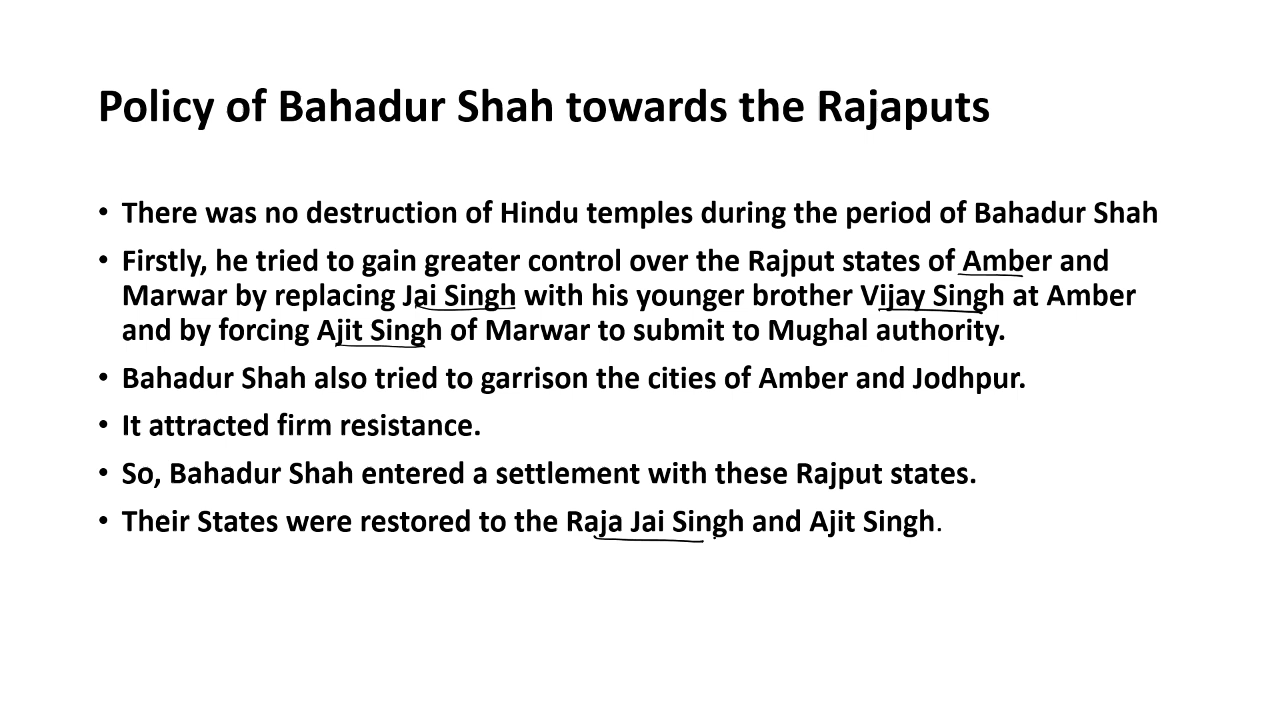 Policy of Bahadur Shah towards the Rajaputs
• There was no destruction of Hindu temples during the period of Bahadur Shah
• Firstly, he tried to gain greater control over the Rajput states of Amber and
Marwar by replacing Jai Singh with his younger brother Vijay Singh at Amber
and by forcing Ajit Singh of Marwar to submit to Mughal authority.
• Bahadur Shah also tried to garrison the cities of Amber and Jodhpur.
• It attracted firm resistance.
• So, Bahadur Shah entered a settlement with these Rajput states.
• Their States were restored to the Raja Jai Singh and Ajit Singh.